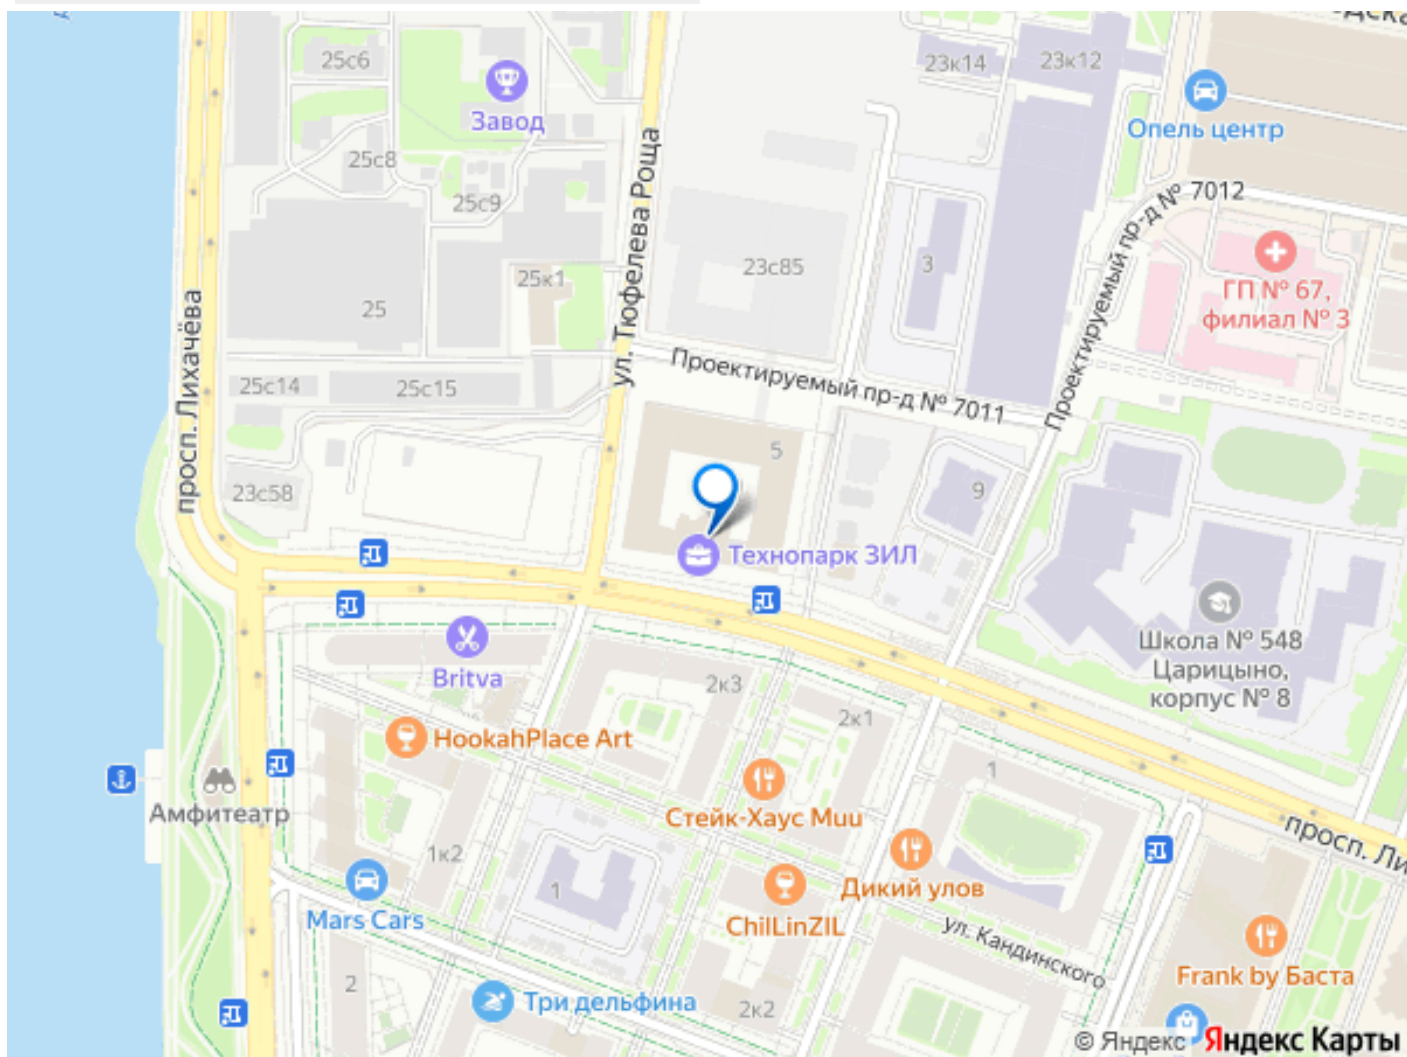 25с6
23к14
23к12
Завод
Опель центр
25с8
25с9
ул. Тюфелева Роща
Проектируемый пр-д № 7012
25к1
23с85
3
ГП № 67,
филиал № 3
25
просп. Лихачёва
Проектируемый пр-д № 7011
25с14
25с15
5
9
23с58
Технопарк ЗИЛ
Школа № 548
Царицыно,
корпус № 8
Britva
2к3
2к1
HookahPlace Art
1
Амфитеатр
Стейк-Хаус Muu
просп. Ли
1к2
1
Дикий улов
Mars Cars
ChilLinZIL
ул. Кандинского
Frank by Баста
2
Три дельфина
2к2
© Яндекс Яндекс Карты